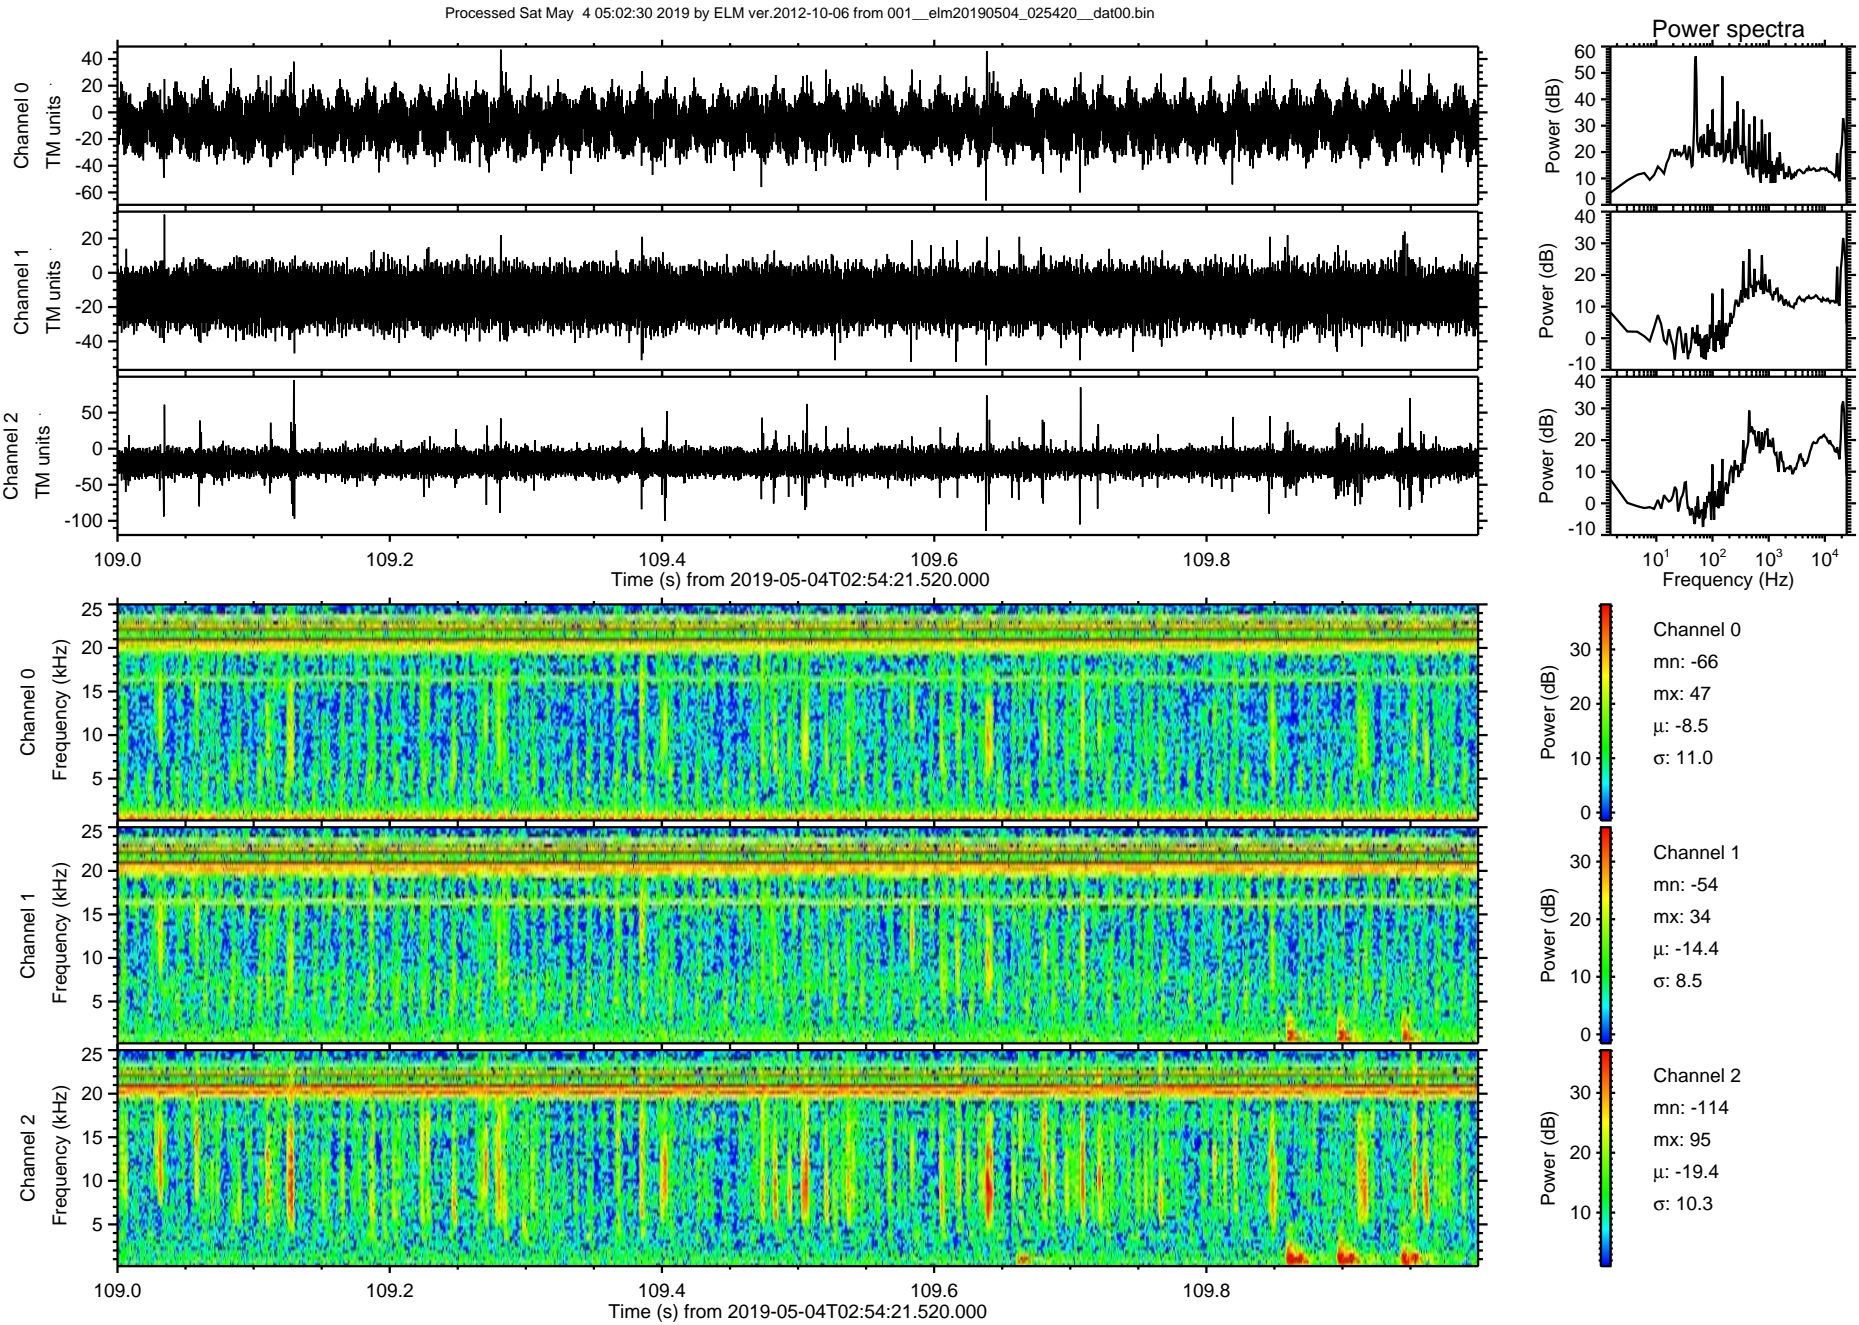 Processed Sat May  4 05:02:30 2019 by ELM ver.2012-10-06 from 001__elm20190504_025420__dat00.bin
Power spectra
Channel 0
TM units
40
20
0
-20
-40
-60
Power (dB)
60
50
40
30
20
10
0
Channel 1
TM units
20
0
-20
-40
Power (dB)
40
30
20
10
0
-10
Channel 2
TM units
50
0
-50
-100
Power (dB)
40
30
20
10
0
-10
109.0 109.2 109.4 109.6 109.8
Time (s) from 2019-05-04T02:54:21.520.000
10^1 10^2 10^3 10^4
Frequency (Hz)
Channel 0
Frequency (kHz)
25
20
15
10
5
Power (dB)
30
20
10
0
Channel 0
mn: -66
mx: 47
μ: -8.5
σ: 11.0
Channel 1
Frequency (kHz)
25
20
15
10
5
Power (dB)
30
20
10
0
Channel 1
mn: -54
mx: 34
μ: -14.4
σ: 8.5
Channel 2
Frequency (kHz)
25
20
15
10
5
Power (dB)
30
20
10
Channel 2
mn: -114
mx: 95
μ: -19.4
σ: 10.3
109.0 109.2 109.4 109.6 109.8
Time (s) from 2019-05-04T02:54:21.520.000